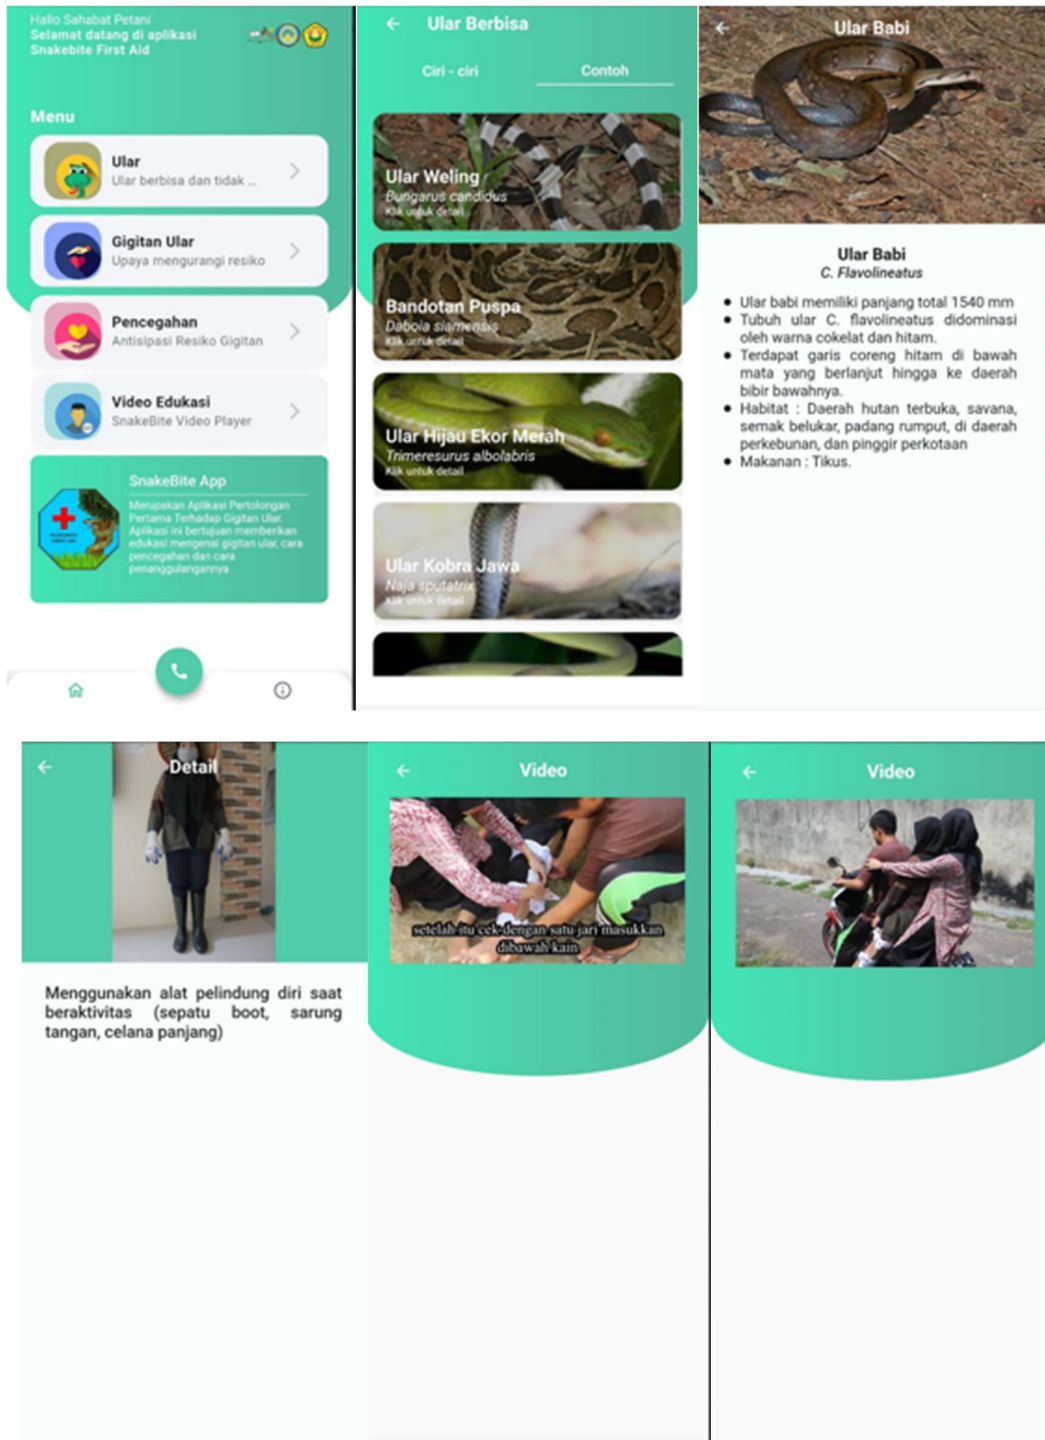 Hallo Sahabat Petani
Selamat datang di aplikasi
Snakebite First Aid
Menu
Ular
Ular berbisa dan tidak ...
Gigitan Ular
Upaya mengurangi resiko
Pencegahan
Antisipasi Resiko Gigitan
Video Edukasi
SnakeBite Video Player
SnakeBite App
Merupakan Aplikasi Pertolongan
Pertama Terhadap Gigitan Ular.
Aplikasi ini bertujuan memberikan
edukasi mengenai gigitan ular, cara
pencegahan dan cara
penanggulangannya
SNAKEBITE
FIRST AID
Ular Berbisa
Ciri - ciri
Contoh
Ular Weling
Bungarus candidus
Klik untuk detail
Bandotan Puspa
Daboia siamensis
Klik untuk detail
Ular Hijau Ekor Merah
Trimeresurus albolabris
Klik untuk detail
Ular Kobra Jawa
Naja sputatrix
Klik untuk detail
Ular Babi
Ular Babi
C. Flavolineatus
• Ular babi memiliki panjang total 1540 mm
• Tubuh ular C. flavolineatus didominasi
oleh warna cokelat dan hitam.
• Terdapat garis coreng hitam di bawah
mata yang berlanjut hingga ke daerah
bibir bawahnya.
• Habitat : Daerah hutan terbuka, savana,
semak belukar, padang rumput, di daerah
perkebunan, dan pinggir perkotaan
• Makanan : Tikus.
Detail
Menggunakan alat pelindung diri saat
beraktivitas (sepatu boot, sarung
tangan, celana panjang)
Video
setelah itu cek dengan satu jari masukkan
dibawah kain
Video